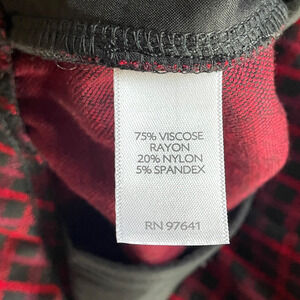 75% VISCOSE
RAYON
20% NYLON
5% SPANDEX
RN 97641